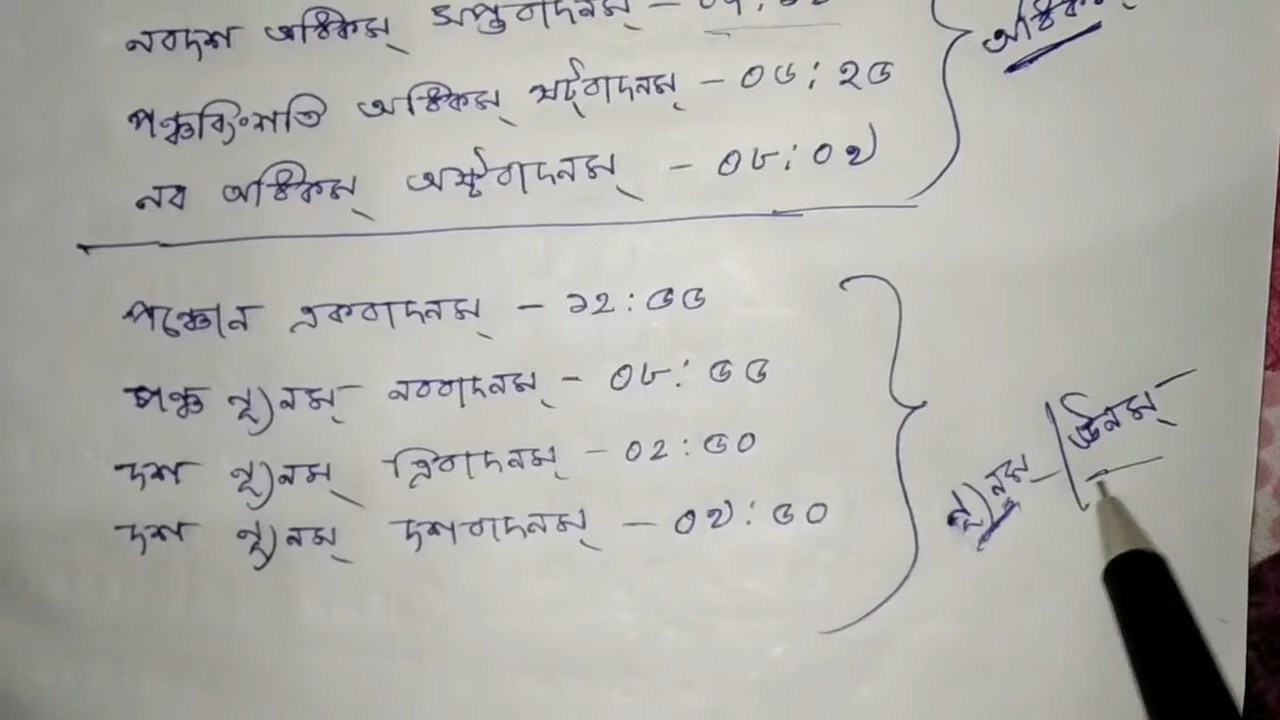 নবদশ অধিকম্ সপ্তবাদনম্ –
পঞ্চবিংশতি অধিকম্ ষট্বাদনম্ – ০৬:২৫
নব অধিকম্ অষ্টবাদনম্ – ০৮:০৯
অধিকম্
পঞ্চোন একবাদনম্ – ১২:৫৫
পঞ্চ ন্যূনম্ নববাদনম্ – ০৮:৫৫
দশ ন্যূনম্ ত্রিবাদনম্ – ০২:৫০
দশ ন্যূনম্ দশবাদনম্ – ০৯:৫০
ন্যূনম্ – ঊনম্